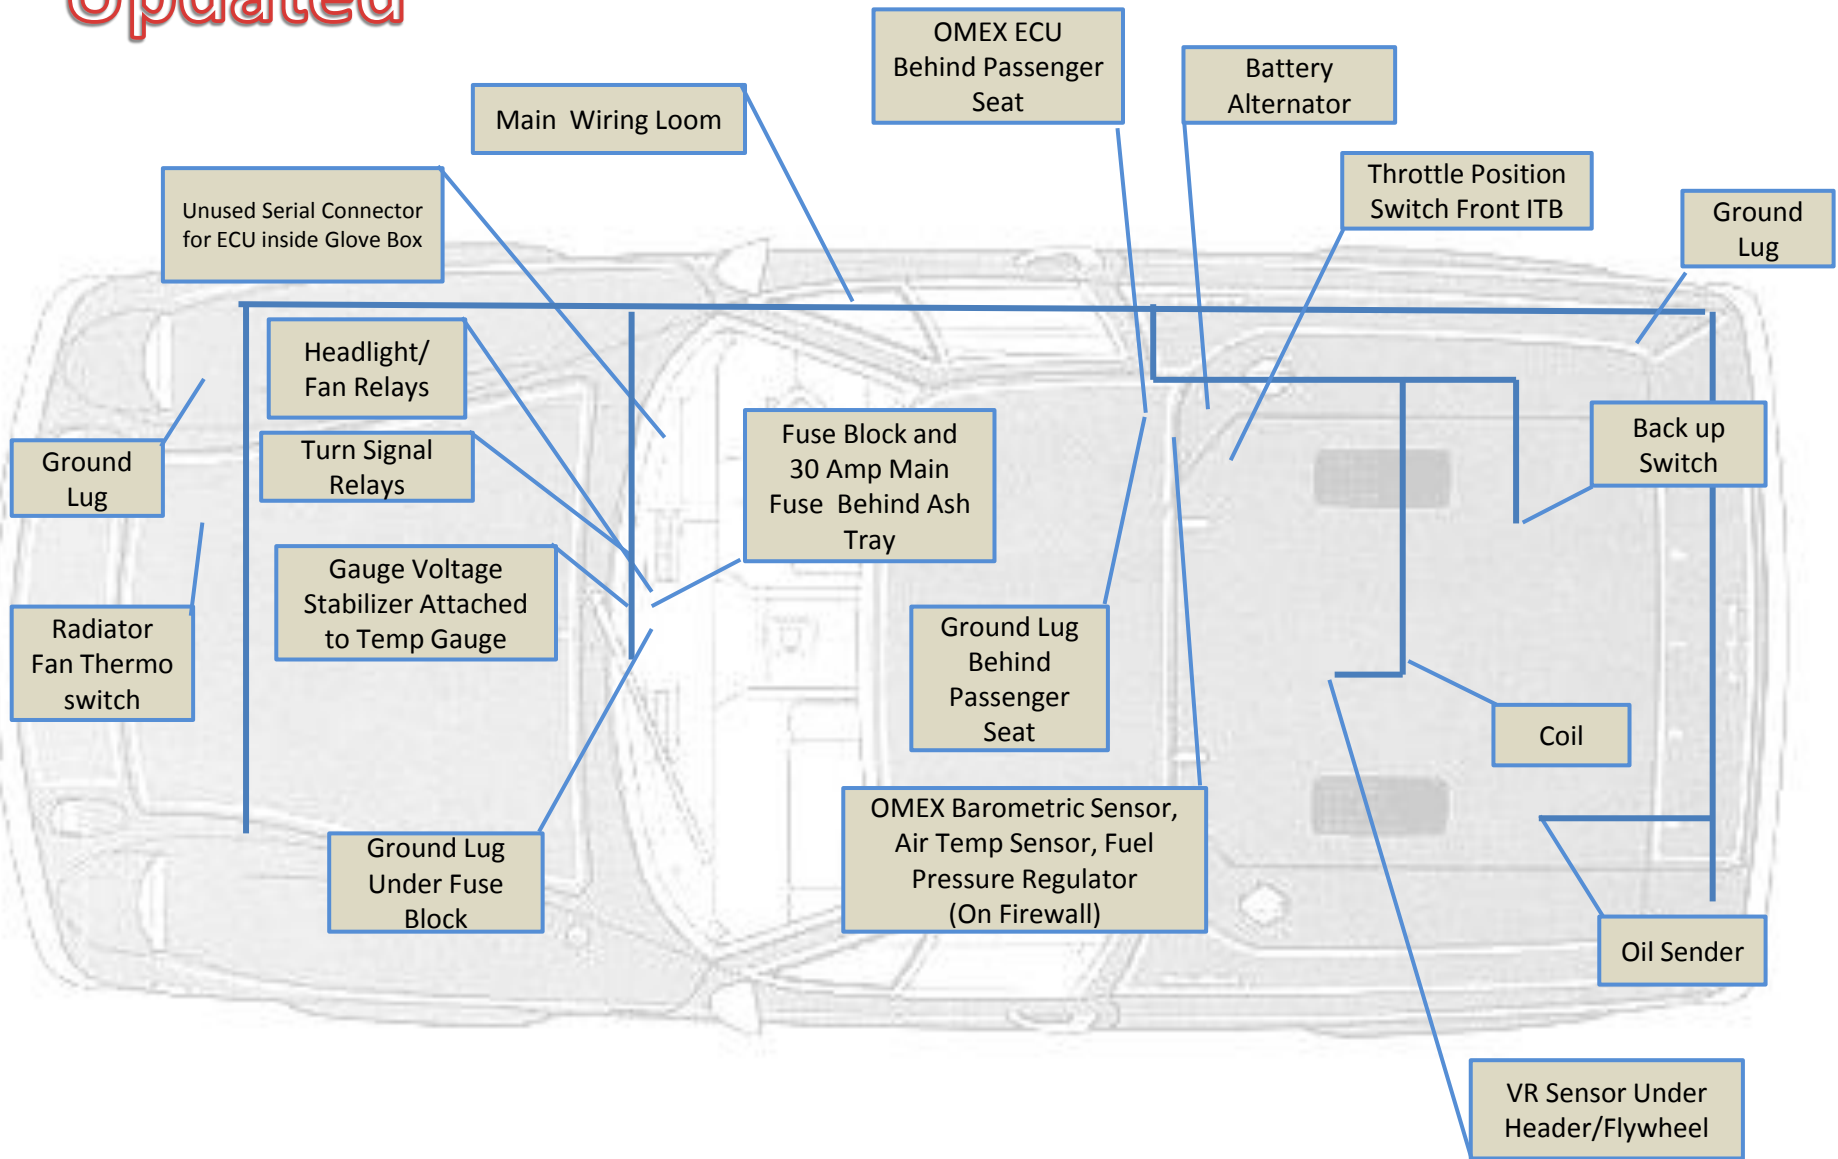 Updated
OMEX ECU
Behind Passenger
Seat
Battery
Alternator
Main  Wiring Loom
Throttle Position
Switch Front ITB
Unused Serial Connector
for ECU inside Glove Box
Ground
Lug
Headlight/
Fan Relays
Turn Signal
Relays
Fuse Block and
30 Amp Main
Fuse  Behind Ash
Tray
Back up
Switch
Ground
Lug
Gauge Voltage
Stabilizer Attached
to Temp Gauge
Radiator
Fan Thermo
switch
Ground Lug
Behind
Passenger
Seat
Coil
OMEX Barometric Sensor,
Air Temp Sensor, Fuel
Pressure Regulator
(On Firewall)
Ground Lug
Under Fuse
Block
Oil Sender
VR Sensor Under
Header/Flywheel